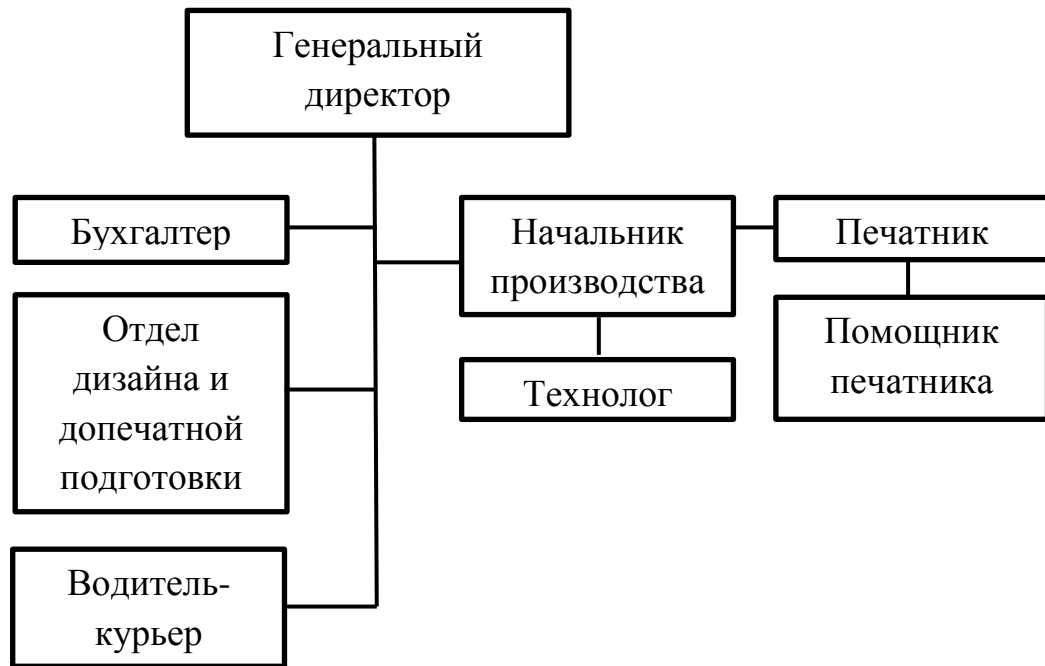 Генеральный
директор
Бухгалтер
Начальник
производства
Печатник
Отдел
дизайна и
допечатной
подготовки
Технолог
Помощник
печатника
Водитель-
курьер